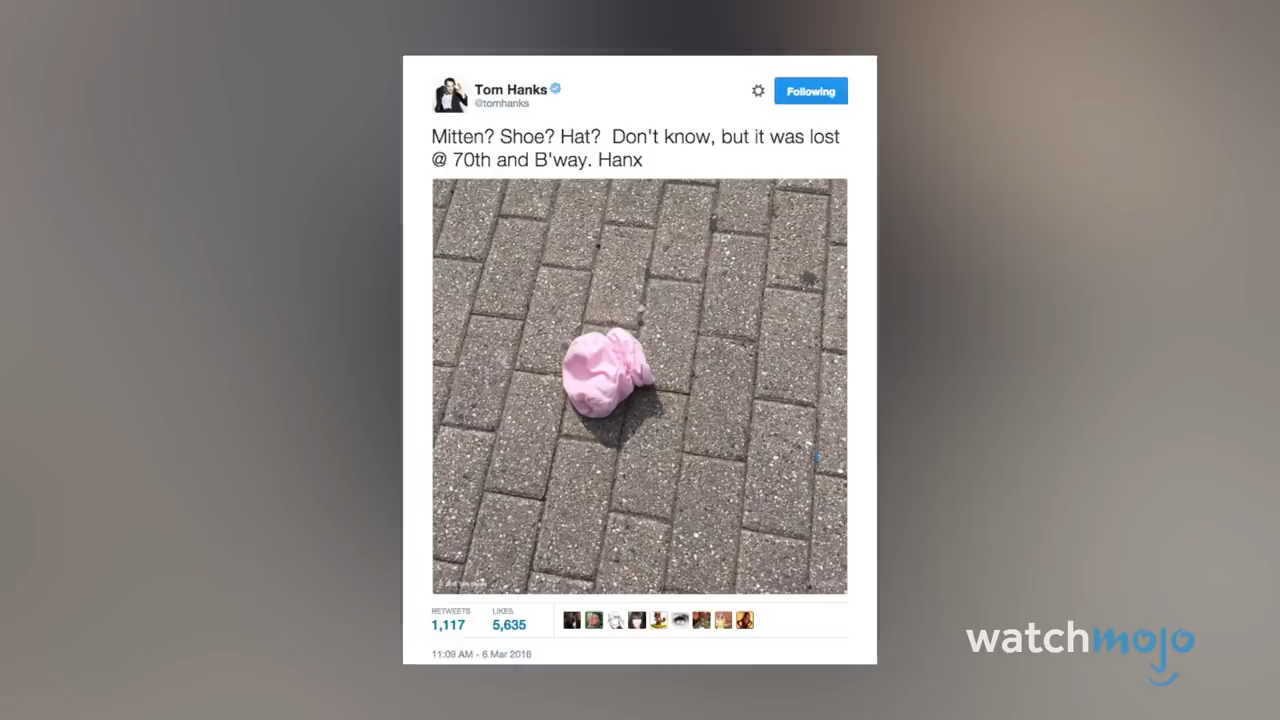 Tom Hanks
@tomhanks
Following
Mitten? Shoe? Hat?  Don't know, but it was lost
@ 70th and B'way. Hanx
RETWEETS
LIKES
1,117
5,635
11:09 AM - 6 Mar 2016
watchmojo